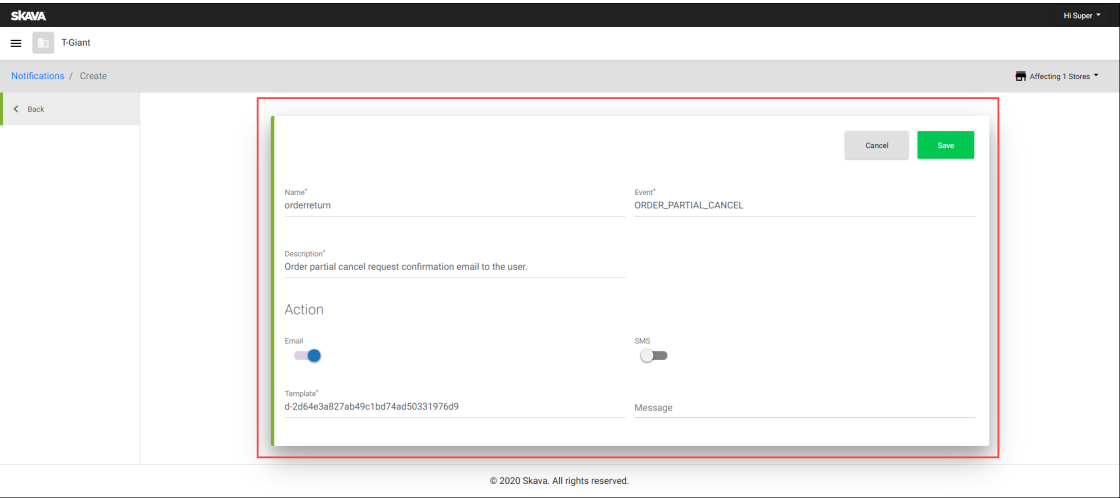 SKAVA
Hi Super
T-Giant
Notifications / Create
Affecting 1 Stores
Back
Cancel
Save
Name*
Event*
orderreturn
ORDER_PARTIAL_CANCEL
Description*
Order partial cancel request confirmation email to the user.
Action
Email
SMS
Template*
d-2d64e3a827ab49c1bd74ad50331976d9
Message
© 2020 Skava. All rights reserved.